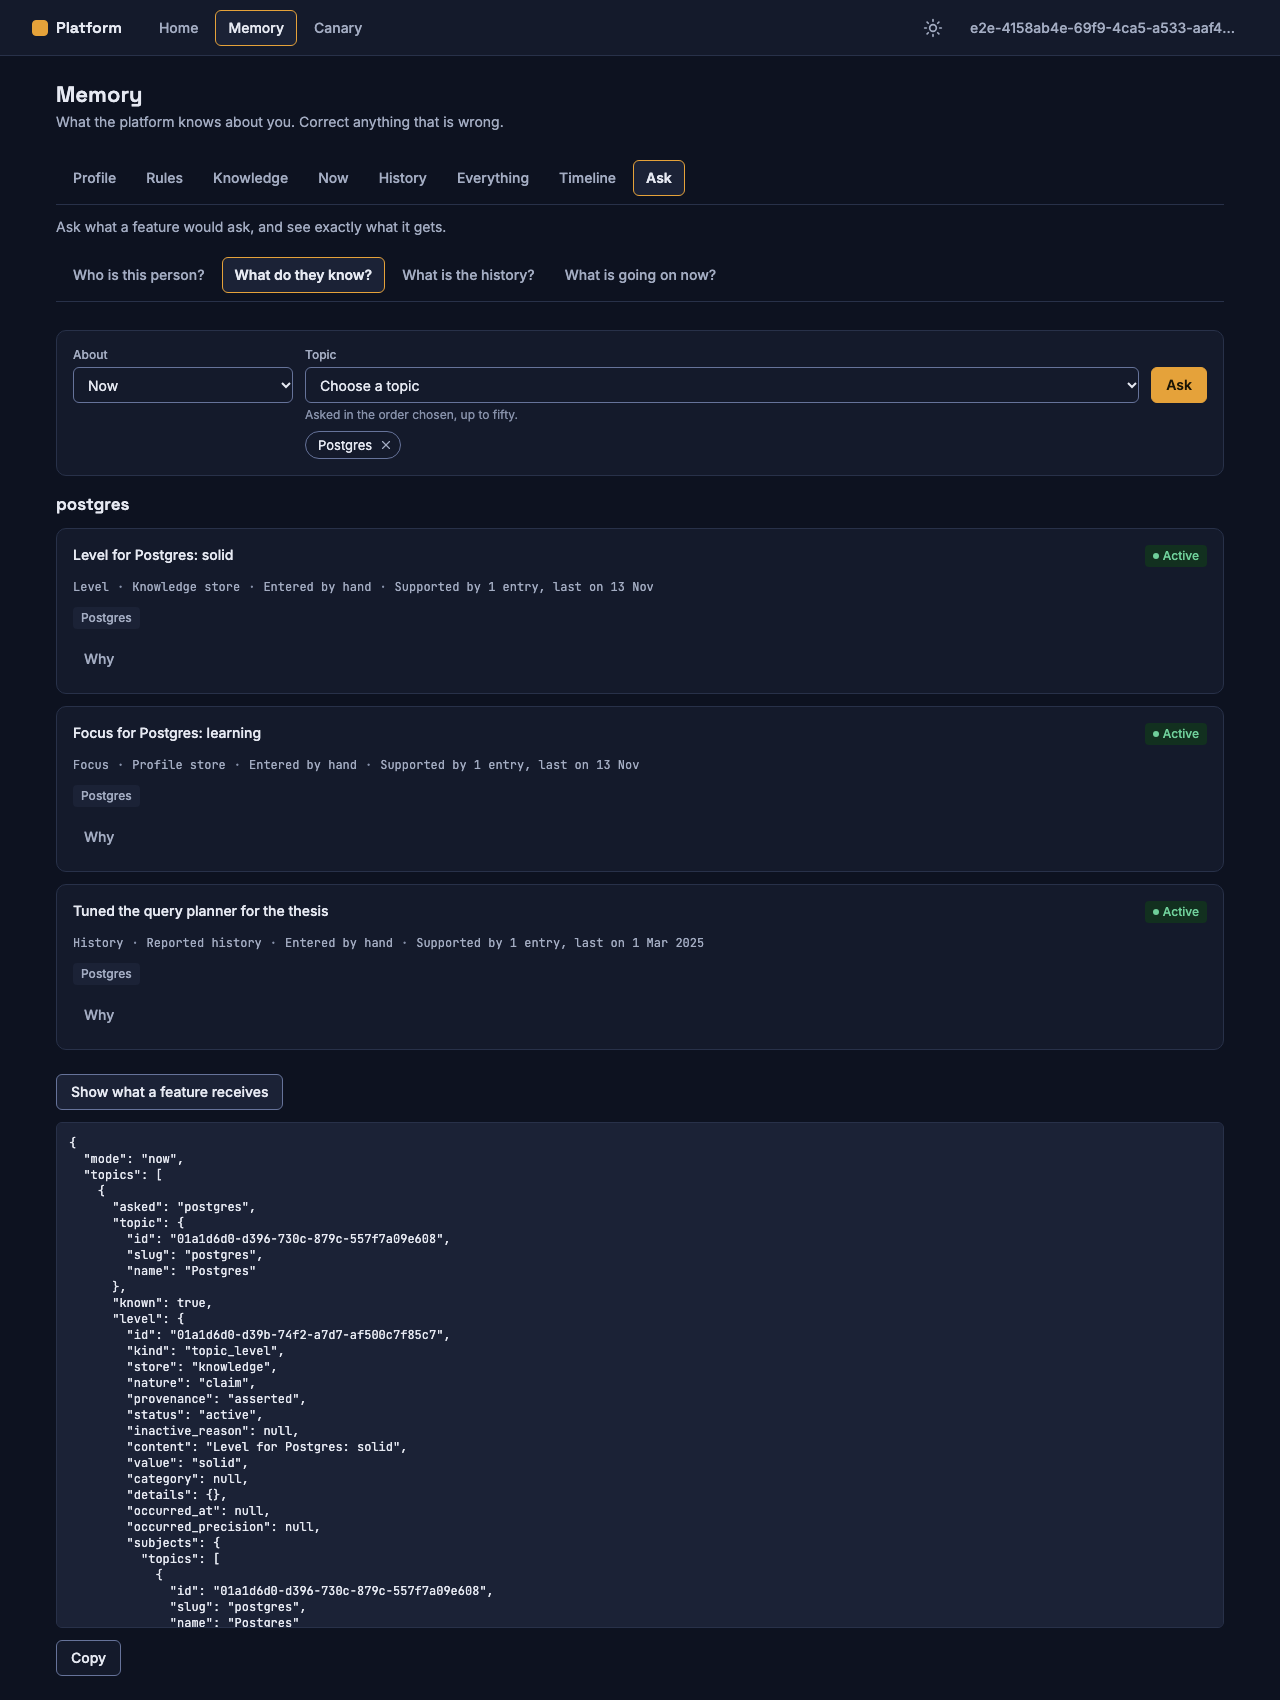 Platform
Home
Memory
Canary
e2e-4158ab4e-69f9-4ca5-a533-aaf4...
Memory
What the platform knows about you. Correct anything that is wrong.
Profile
Rules
Knowledge
Now
History
Everything
Timeline
Ask
Ask what a feature would ask, and see exactly what it gets.
Who is this person?
What do they know?
What is the history?
What is going on now?
About
Topic
Now
Choose a topic
Ask
Asked in the order chosen, up to fifty.
Postgres ×
postgres
Level for Postgres: solid
Active
Level · Knowledge store · Entered by hand · Supported by 1 entry, last on 13 Nov
Postgres
Why
Focus for Postgres: learning
Active
Focus · Profile store · Entered by hand · Supported by 1 entry, last on 13 Nov
Postgres
Why
Tuned the query planner for the thesis
Active
History · Reported history · Entered by hand · Supported by 1 entry, last on 1 Mar 2025
Postgres
Why
Show what a feature receives
{
  "mode": "now",
  "topics": [
    {
      "asked": "postgres",
      "topic": {
        "id": "01a1d6d0-d396-730c-879c-557f7a09e608",
        "slug": "postgres",
        "name": "Postgres"
      },
      "known": true,
      "level": {
        "id": "01a1d6d0-d39b-74f2-a7d7-af500c7f85c7",
        "kind": "topic_level",
        "store": "knowledge",
        "nature": "claim",
        "provenance": "asserted",
        "status": "active",
        "inactive_reason": null,
        "content": "Level for Postgres: solid",
        "value": "solid",
        "category": null,
        "details": {},
        "occurred_at": null,
        "occurred_precision": null,
        "subjects": {
          "topics": [
            {
              "id": "01a1d6d0-d396-730c-879c-557f7a09e608",
              "slug": "postgres",
              "name": "Postgres"
Copy